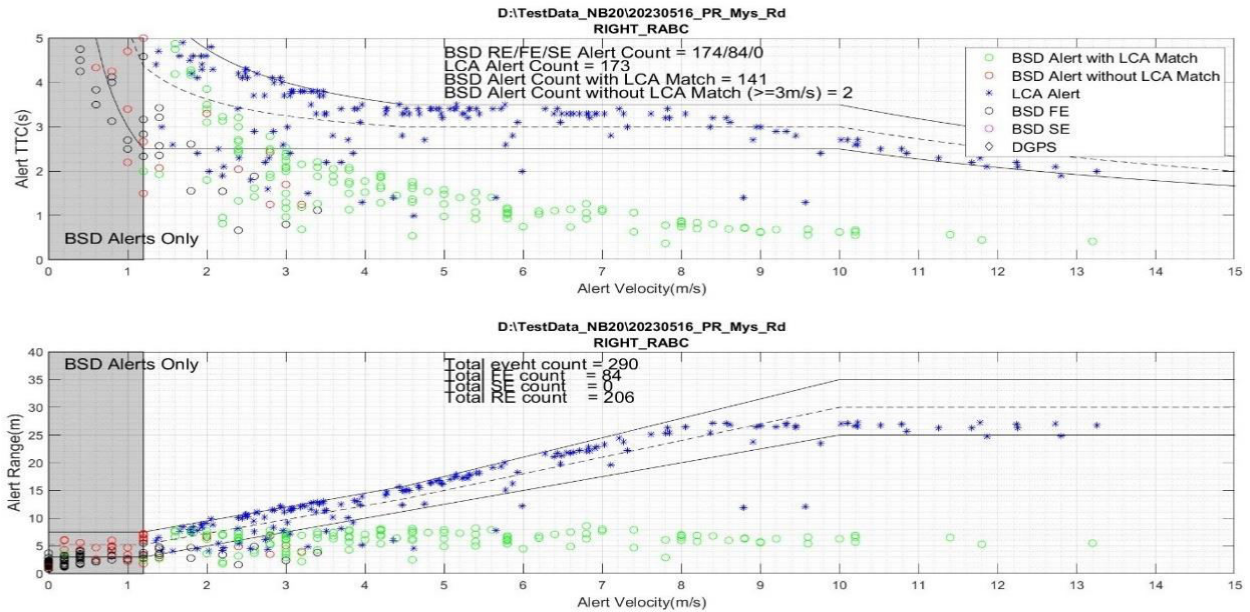 D:\TestData_NB20\20230516_PR_Mys_Rd
RIGHT_RABC
BSD RE/FE/SE Alert Count = 174/84/0
LCA Alert Count = 173
BSD Alert Count with LCA Match = 141
BSD Alert Count without LCA Match (>=3m/s) = 2
BSD Alert with LCA Match
BSD Alert without LCA Match
LCA Alert
BSD FE
BSD SE
DGPS
Alert TTC(s)
5
4
3
2
1
0
BSD Alerts Only
0 1 2 3 4 5 6 7 8 9 10 11 12 13 14 15
Alert Velocity(m/s)
D:\TestData_NB20\20230516_PR_Mys_Rd
RIGHT_RABC
BSD Alerts Only
Total event count = 290
Total FE count = 84
Total SE count = 0
Total RE count = 206
Alert Range(m)
40
35
30
25
20
15
10
5
0
0 1 2 3 4 5 6 7 8 9 10 11 12 13 14 15
Alert Velocity(m/s)